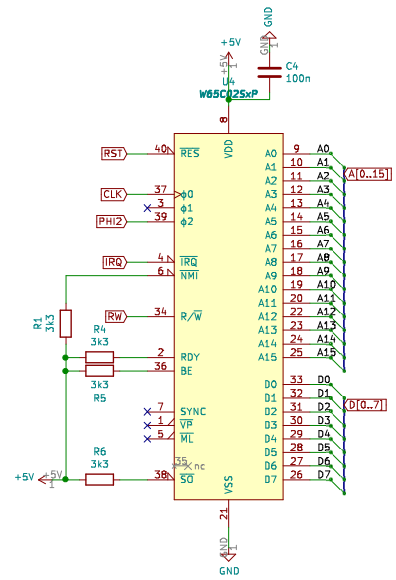 GND
GND
1
+5V
+5V
1
C4
100n
U4
W65C02SxP
8
VDD
RST
40
RES
CLK
37
ϕ0
3
ϕ1
PHI2
39
ϕ2
IRQ
4
IRQ
6
NMI
R1
3k3
RW
34
R/W
R4
3k3
2
RDY
36
BE
3k3
R5
7
SYNC
1
VP
5
ML
R6
3k3
35
nc
+5V
+5V
1
38
SO
VSS
21
GND
1
GND
A0
9
A0
A1
10
A1
A[0..15]
A2
11
A2
A3
12
A3
A4
13
A4
A5
14
A5
A6
15
A6
A7
16
A7
A8
17
A8
A9
18
A9
A10
19
A10
A11
20
A11
A12
22
A12
A13
23
A13
A14
24
A14
A15
25
A15
D0
33
D0
D1
32
D1
D[0..7]
D2
31
D2
D3
30
D3
D4
29
D4
D5
28
D5
D6
27
D6
D7
26
D7